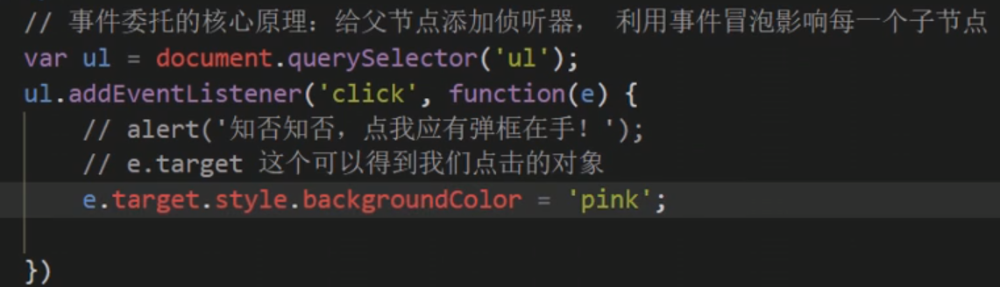 // 事件委托的核心原理：给父节点添加侦听器， 利用事件冒泡影响每一个子节点
var ul = document.querySelector('ul');
ul.addEventListener('click', function(e) {
// alert('知否知否，点我应有弹框在手！');
// e.target 这个可以得到我们点击的对象
e.target.style.backgroundColor = 'pink';
})